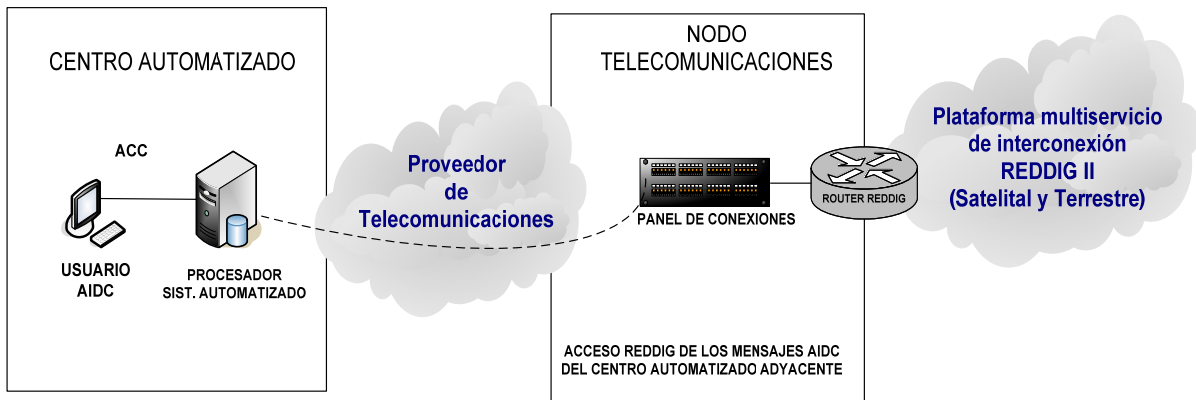 CENTRO AUTOMATIZADO
ACC
USUARIO
AIDC
PROCESADOR
SIST. AUTOMATIZADO
Proveedor
de
Telecomunicaciones
NODO
TELECOMUNICACIONES
PANEL DE CONEXIONES
ROUTER REDDIG
ACCESO REDDIG DE LOS MENSAJES AIDC
DEL CENTRO AUTOMATIZADO ADYACENTE
Plataforma multiservicio
de interconexión
REDDIG II
(Satelital y Terrestre)